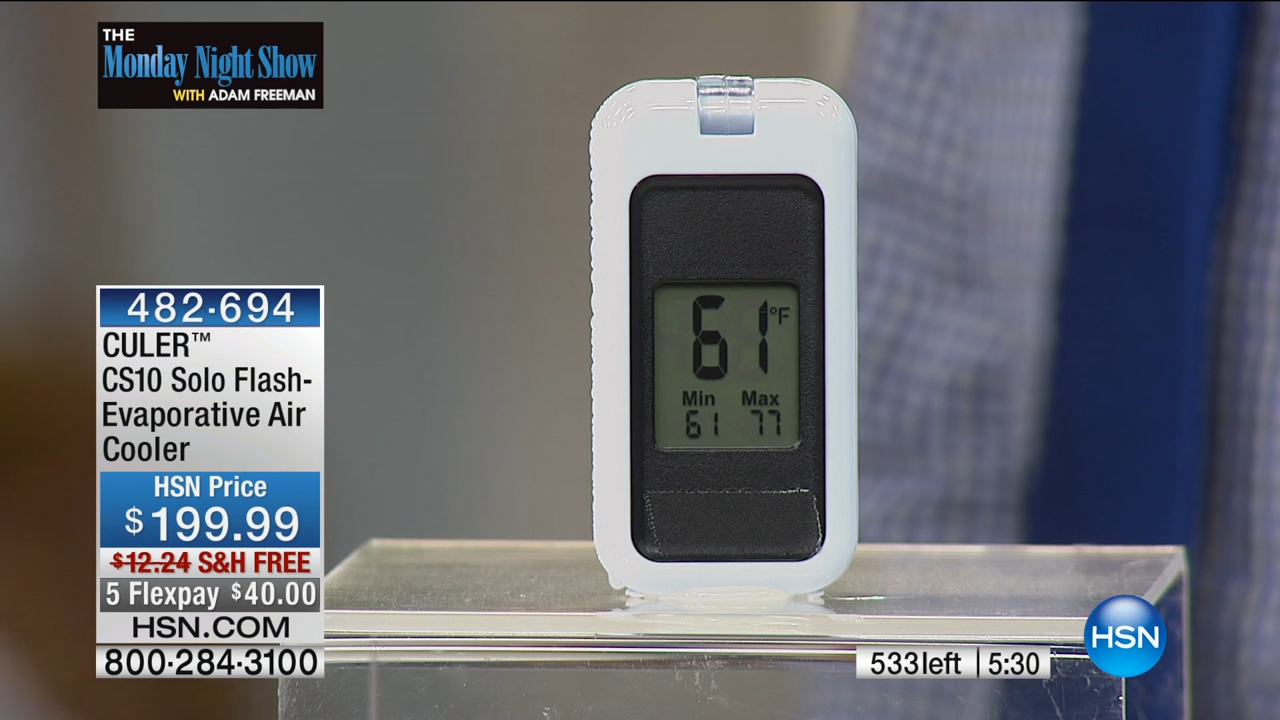 THE
Monday Night Show
WITH ADAM FREEMAN
482-694
CULER™
CS10 Solo Flash-
Evaporative Air
Cooler
HSN Price
$199.99
$12.24 S&H FREE
5 Flexpay $40.00
HSN.COM
800-284-3100
61°F
Min Max
61 77
533left | 5:30
HSN